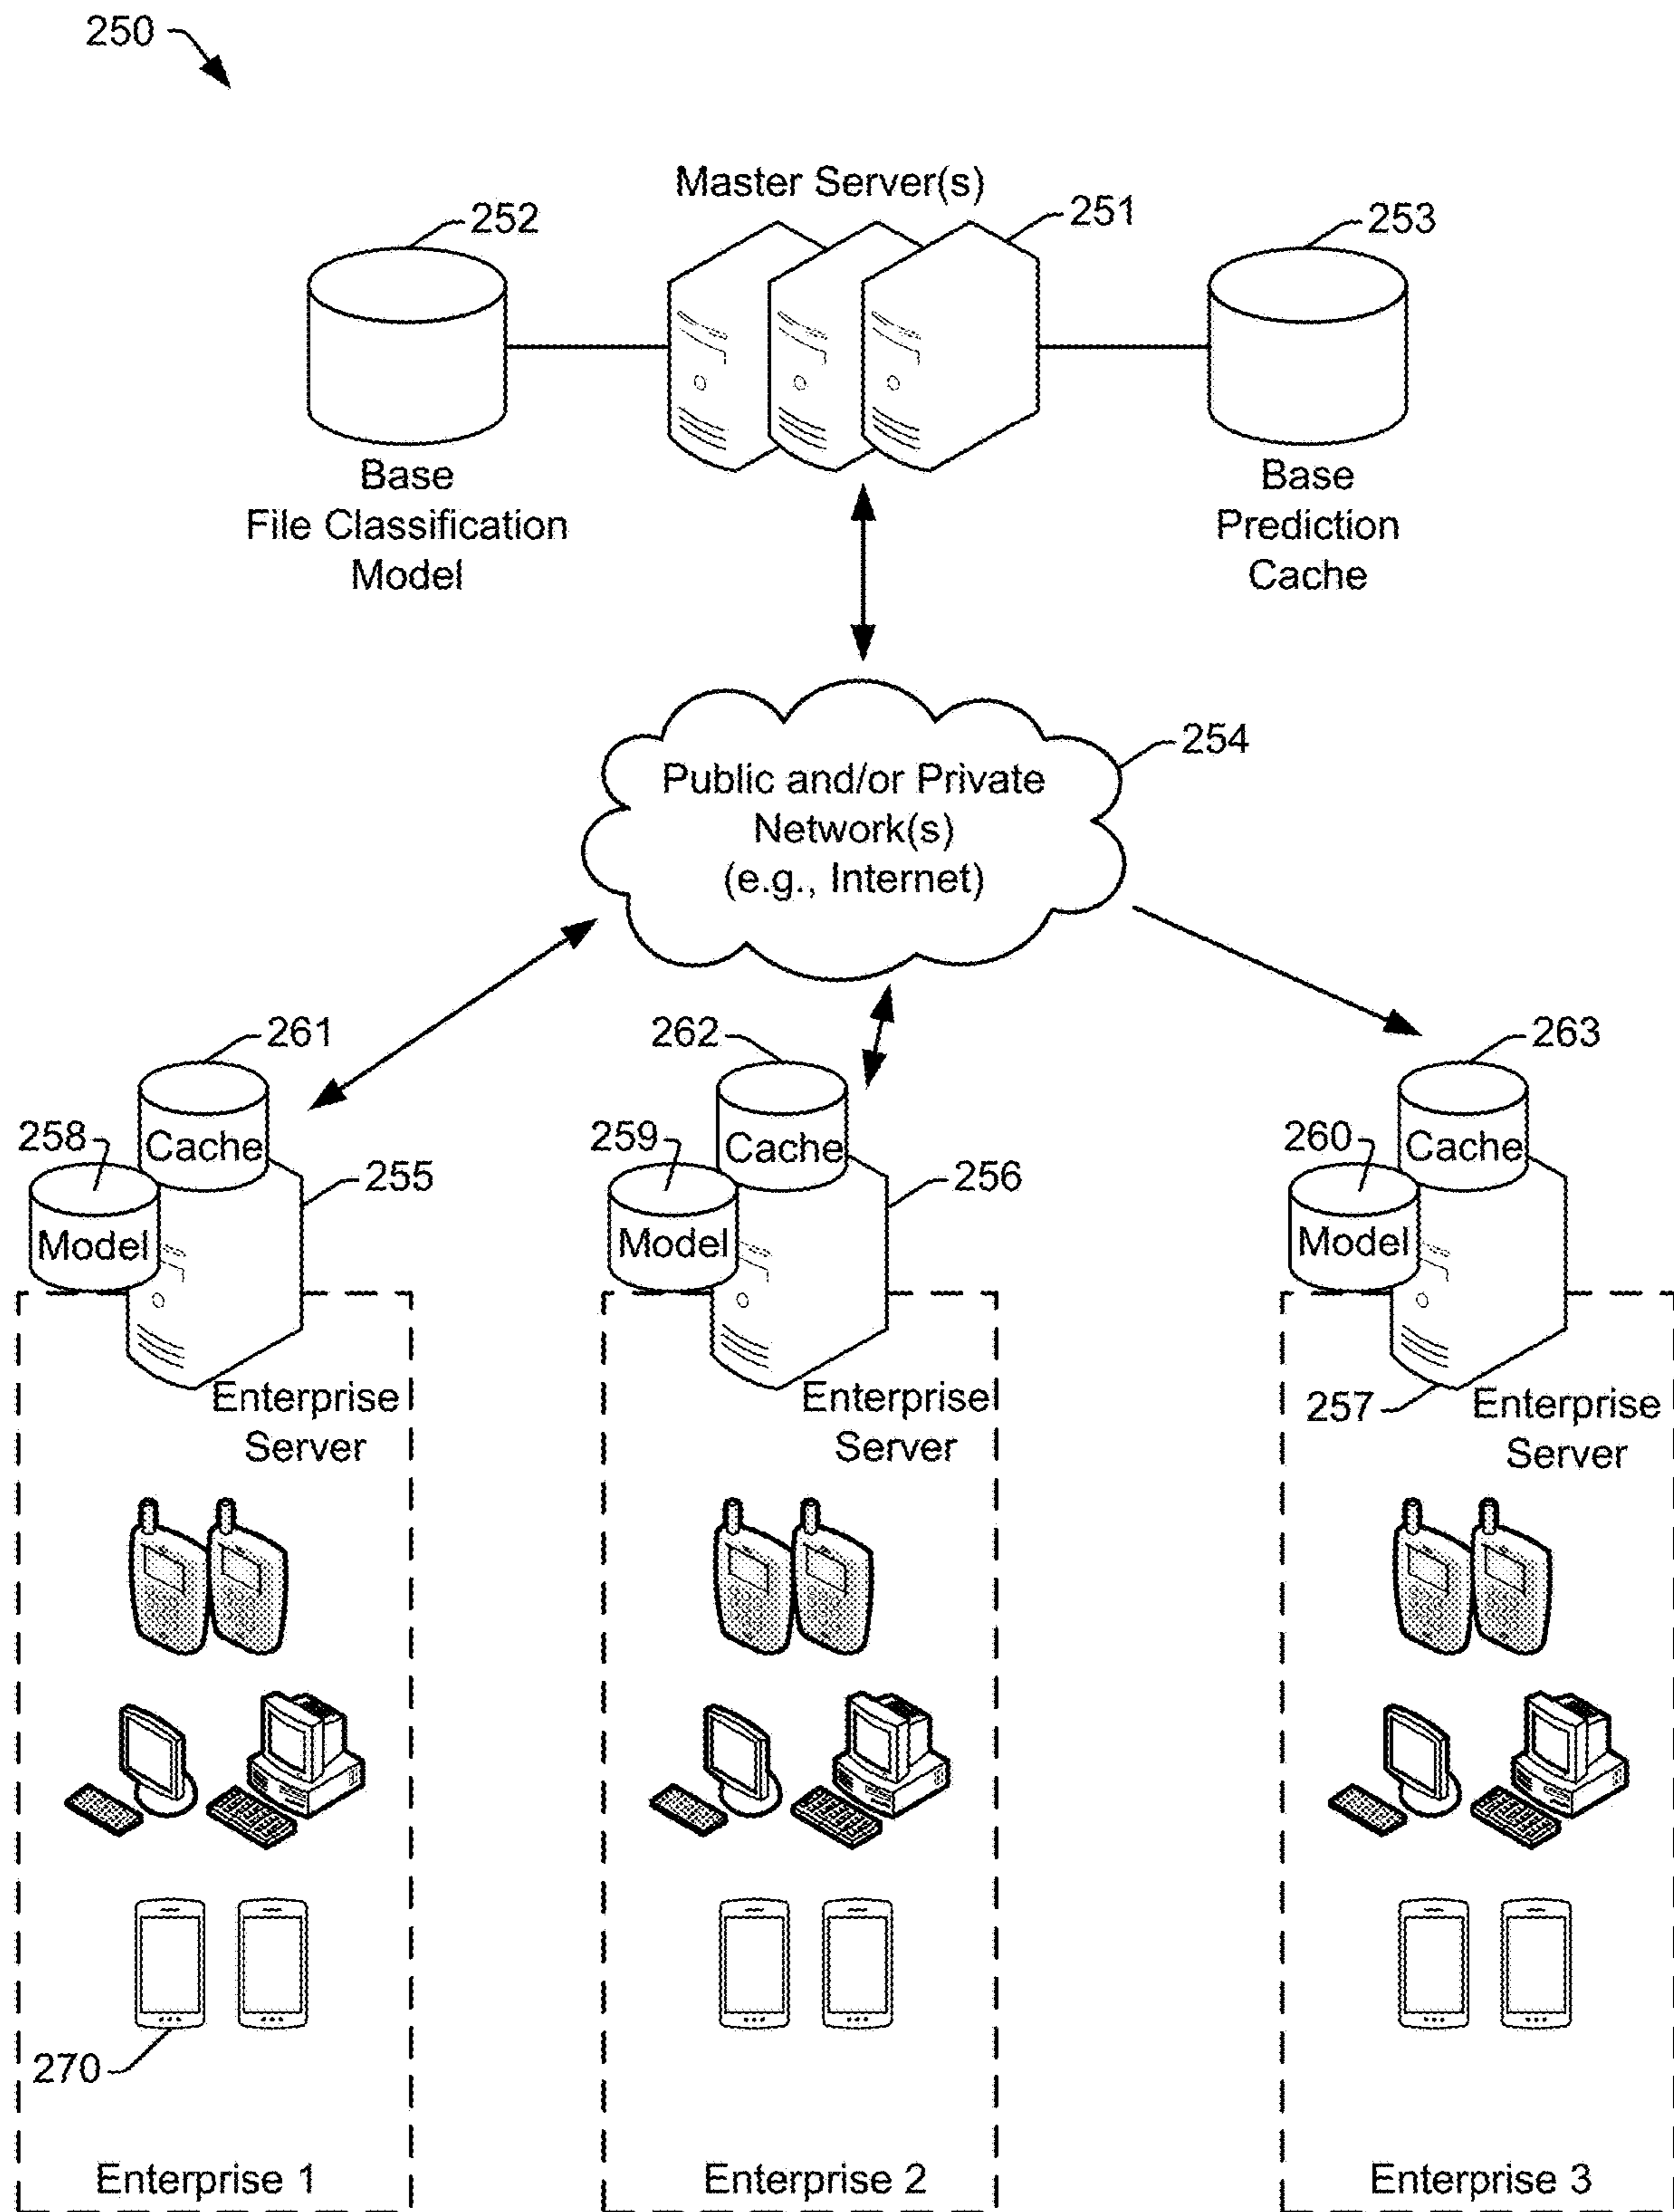 250
Master Server(s)
252
251
253
Base
File Classification
Model
Base
Prediction
Cache
254
Public and/or Private
Network(s)
(e.g., Internet)
261
262
263
258
Cache
259
Cache
260
Cache
255
256
Model
Model
Model
Enterprise
Server
Enterprise
Server
257
Enterprise
Server
270
Enterprise 1
Enterprise 2
Enterprise 3